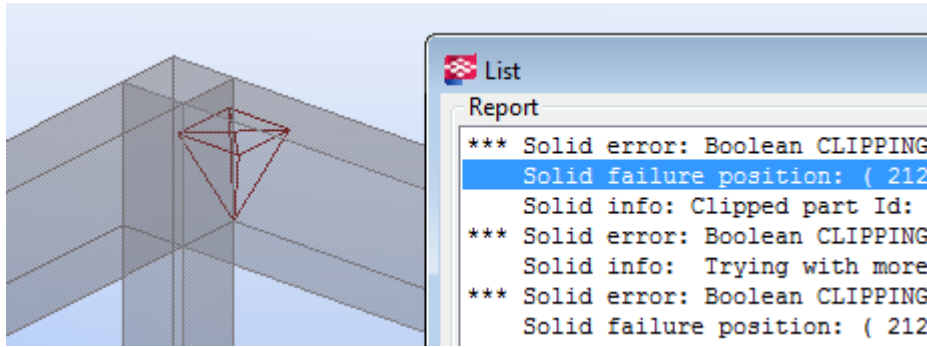 List
Report
*** Solid error: Boolean CLIPPING
Solid failure position: ( 212
Solid info: Clipped part Id:
*** Solid error: Boolean CLIPPING
Solid info:  Trying with more
*** Solid error: Boolean CLIPPING
Solid failure position: ( 212